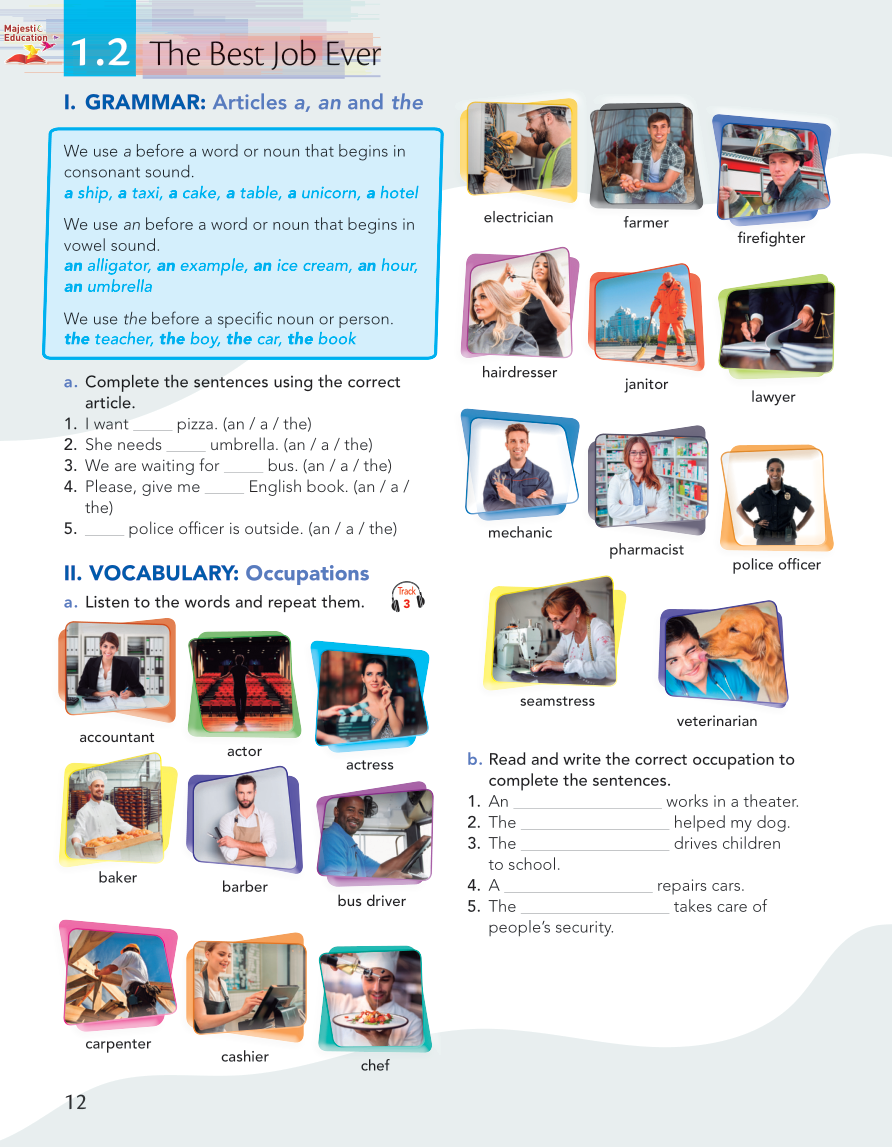 Majestic
Education
1.2 The Best Job Ever
I. GRAMMAR: Articles a, an and the
We use a before a word or noun that begins in
consonant sound.
a ship, a taxi, a cake, a table, a unicorn, a hotel
We use an before a word or noun that begins in
vowel sound.
an alligator, an example, an ice cream, an hour,
an umbrella
We use the before a specific noun or person.
the teacher, the boy, the car, the book
a. Complete the sentences using the correct
article.
1. I want _____ pizza. (an / a / the)
2. She needs _____ umbrella. (an / a / the)
3. We are waiting for _____ bus. (an / a / the)
4. Please, give me _____ English book. (an / a /
the)
5. _____ police officer is outside. (an / a / the)
II. VOCABULARY: Occupations
a. Listen to the words and repeat them.
Track
3
accountant
actor
actress
baker
barber
bus driver
carpenter
cashier
chef
electrician
farmer
firefighter
hairdresser
janitor
lawyer
mechanic
pharmacist
police officer
seamstress
veterinarian
b. Read and write the correct occupation to
complete the sentences.
1. An ___________________ works in a theater.
2. The ___________________ helped my dog.
3. The ___________________ drives children
to school.
4. A ___________________ repairs cars.
5. The ___________________ takes care of
people's security.
12